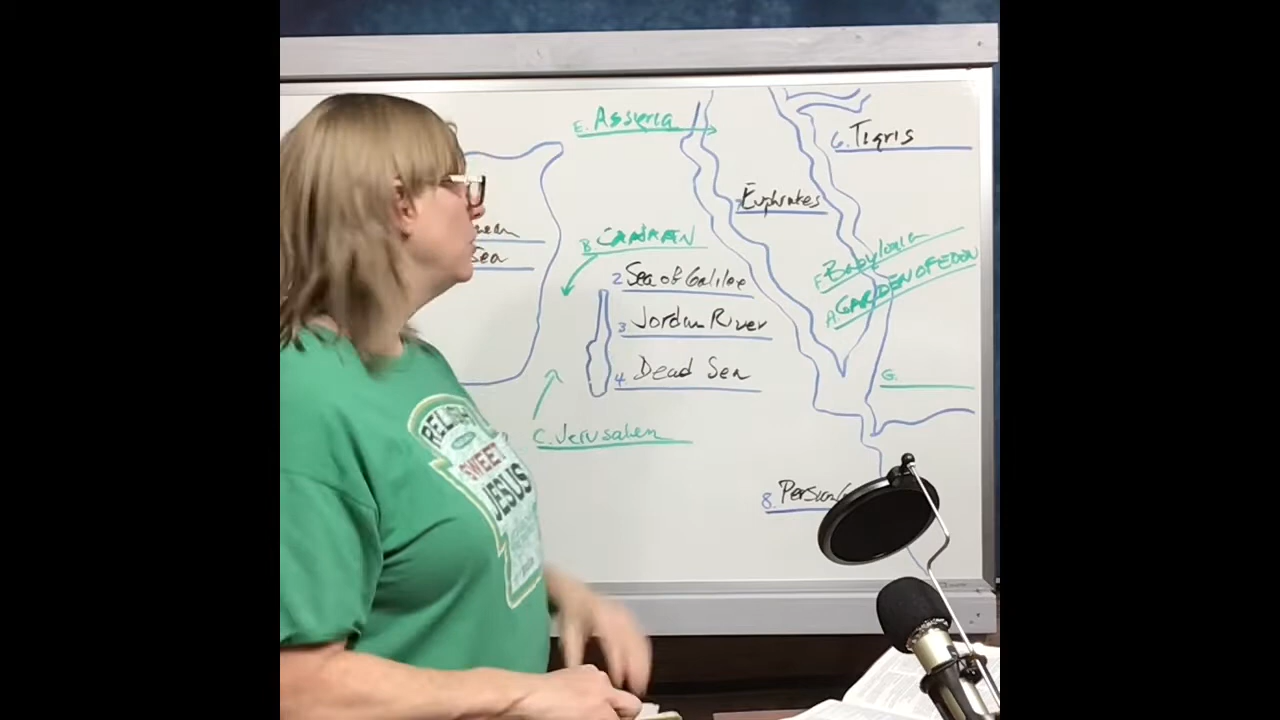 E. Assyria
6. Tigris
Euphrates
B CANAAN
Sea
2 Sea of Galilee
3 Jordan River
4. Dead Sea
F. Babylonia
A. GARDEN OF EDON
G.
C. Jerusalem
8. Persian
RELISH
SWEET
JESUS